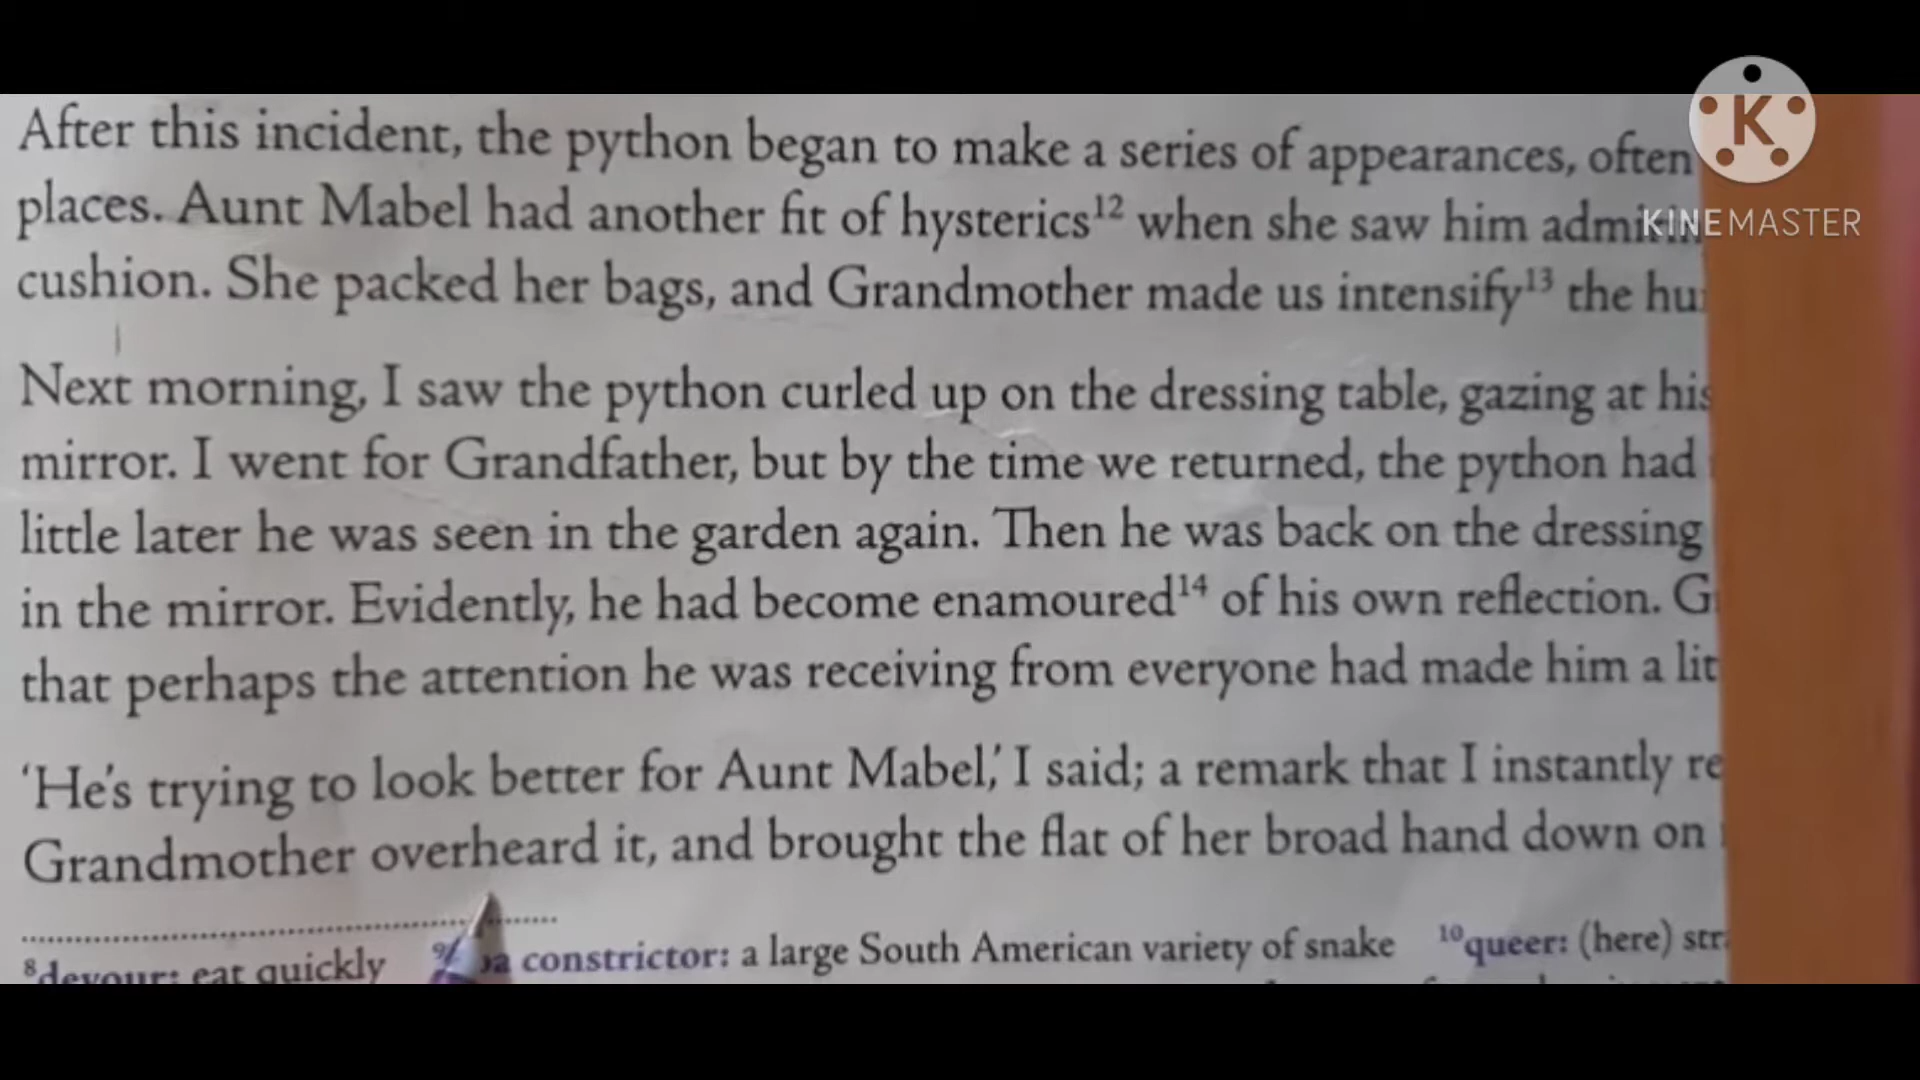 After this incident, the python began to make a series of appearances, often
places. Aunt Mabel had another fit of hysterics¹² when she saw him
cushion. She packed her bags, and Grandmother made us intensify¹³ the
Next morning, I saw the python curled up on the dressing table, gazing at his
mirror. I went for Grandfather, but by the time we returned, the python had
little later he was seen in the garden again. Then he was back on the dressing
in the mirror. Evidently, he had become enamoured¹⁴ of his own reflection. G
that perhaps the attention he was receiving from everyone had made him a lit
‘He's trying to look better for Aunt Mabel,’ I said; a remark that I instantly re
Grandmother overheard it, and brought the flat of her broad hand down on
⁸devour: eat quickly constrictor: a large South American variety of snake ¹⁰queer: (here) str
K
KINEMASTER